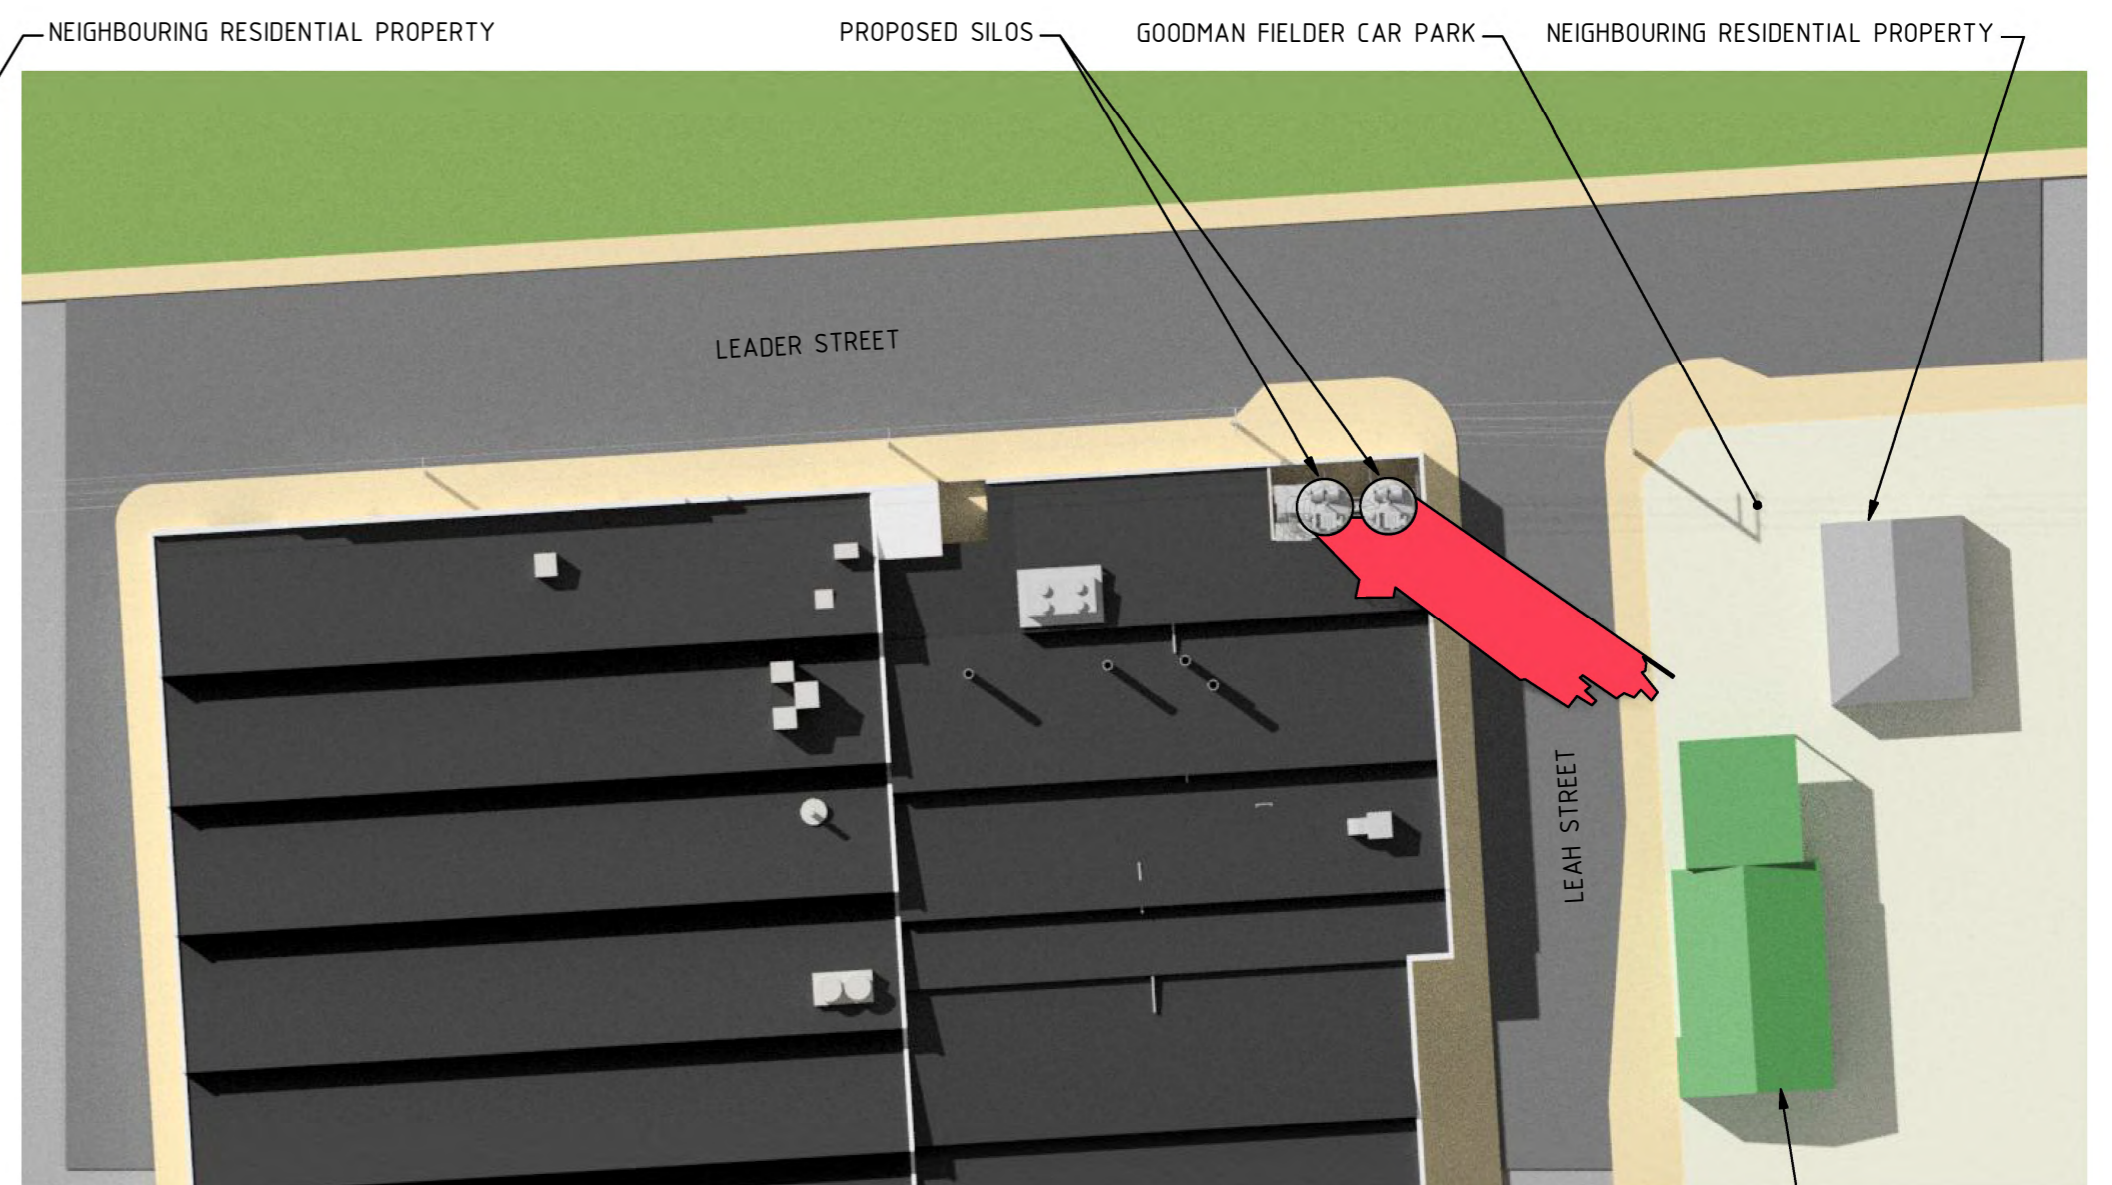 NEIGHBOURING RESIDENTIAL PROPERTY
PROPOSED SILOS
GOODMAN FIELDER CAR PARK
NEIGHBOURING RESIDENTIAL PROPERTY
LEADER STREET
LEAH STREET